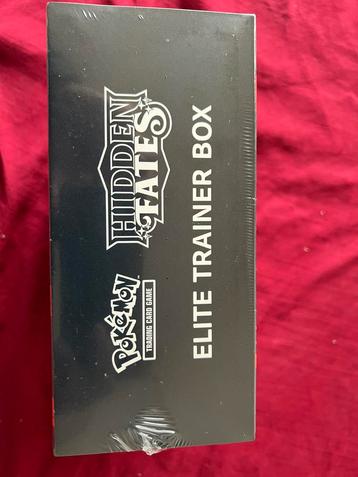 Pokémon
TRADING CARD GAME
HIDDEN
FATES
ELITE TRAINER BOX